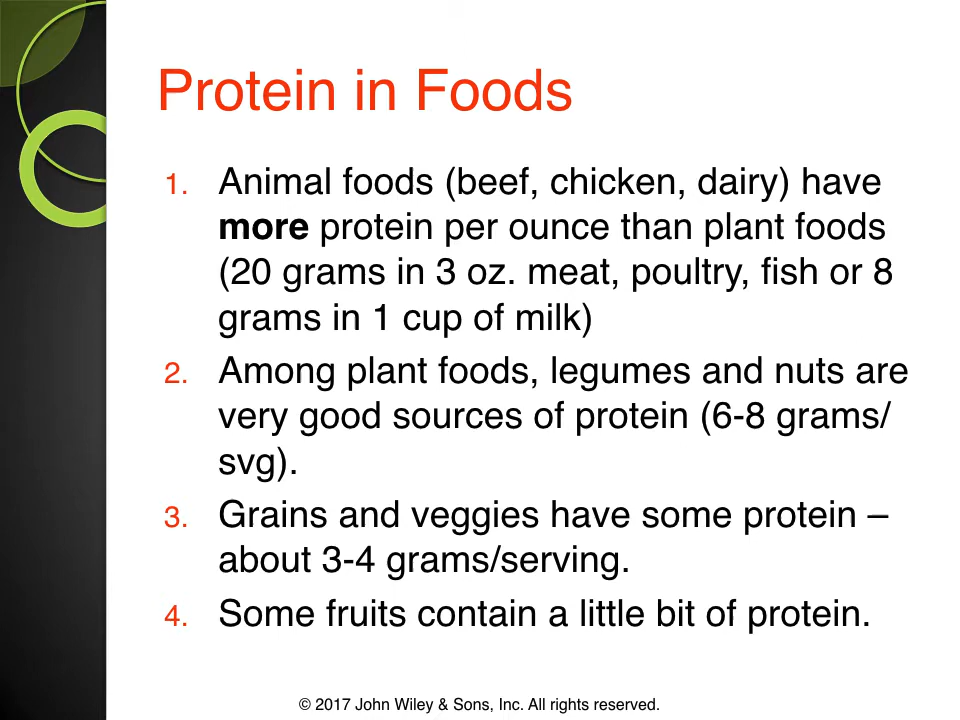 Protein in Foods
1. Animal foods (beef, chicken, dairy) have
more protein per ounce than plant foods
(20 grams in 3 oz. meat, poultry, fish or 8
grams in 1 cup of milk)
2. Among plant foods, legumes and nuts are
very good sources of protein (6-8 grams/
svg).
3. Grains and veggies have some protein –
about 3-4 grams/serving.
4. Some fruits contain a little bit of protein.
© 2017 John Wiley & Sons, Inc. All rights reserved.